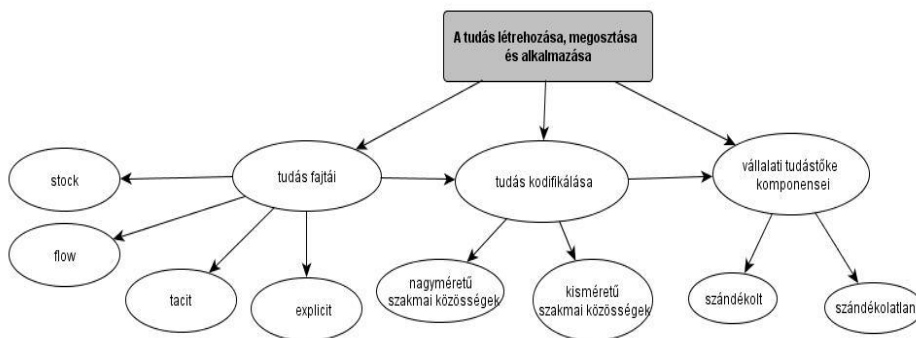 A tudás létrehozása, megosztása
és alkalmazása
stock
tudás fajtái
tudás kodifikálása
vállalati tudástőke
komponensei
flow
tacit
explicit
nagyméretű
szakmai közösségek
kisméretű
szakmai közösségek
szándékolt
szándékolatlan